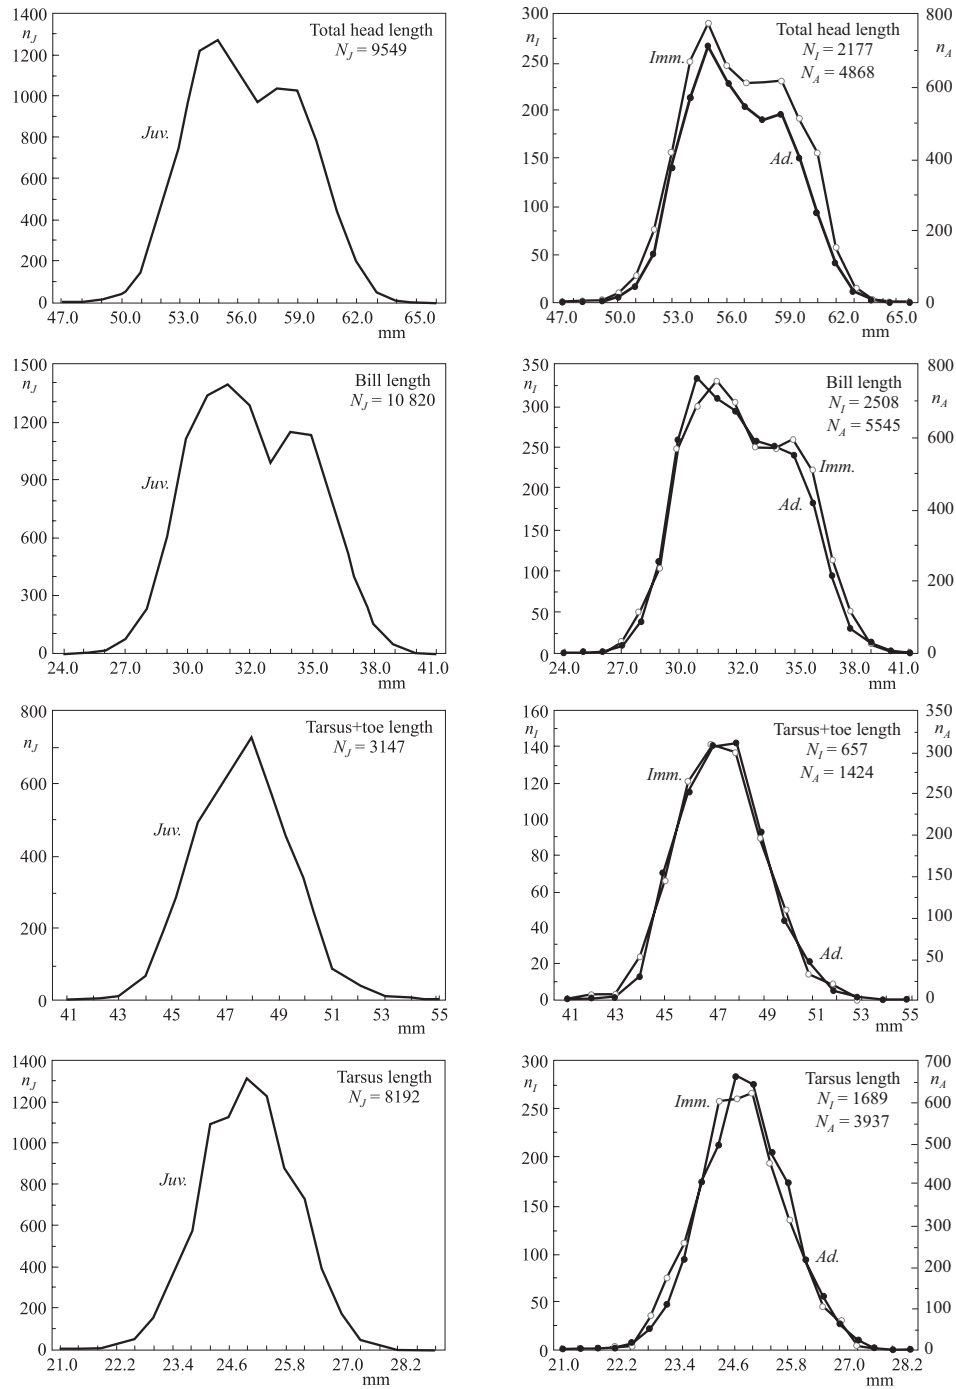 1400
n_J
1200
1000
800
600
400
200
0
Total head length
N_J = 9549
Juv.
47.0 50.0 53.0 56.0 59.0 62.0 65.0
mm
300
n_I
250
200
150
100
50
0
Total head length
N_I = 2177
N_A = 4868
Imm.
Ad.
800
n_A
600
400
200
0
47.0 50.0 53.0 56.0 59.0 62.0 65.0
mm
1500
n_J
1200
900
600
300
0
Bill length
N_J = 10 820
Juv.
24.0 27.0 30.0 32.0 35.0 38.0 41.0
mm
350
n_I
300
250
200
150
100
50
0
Bill length
N_I = 2508
N_A = 5545
Imm.
Ad.
800
n_A
600
400
200
0
24.0 27.0 30.0 32.0 35.0 38.0 41.0
mm
800
n_J
600
400
200
0
Tarsus+toe length
N_J = 3147
Juv.
41 43 45 47 49 51 53 55
mm
160
n_I
140
120
100
80
60
40
20
0
Tarsus+toe length
N_I = 657
N_A = 1424
Imm.
Ad.
350
n_A
300
250
200
150
100
50
0
41 43 45 47 49 51 53 55
mm
1400
n_J
1200
1000
800
600
400
200
0
Tarsus length
N_J = 8192
Juv.
21.0 22.2 23.4 24.6 25.8 27.0 28.2
mm
300
n_I
250
200
150
100
50
0
Tarsus length
N_I = 1689
N_A = 3937
Imm.
Ad.
700
n_A
600
500
400
300
200
100
0
21.0 22.2 23.4 24.6 25.8 27.0 28.2
mm